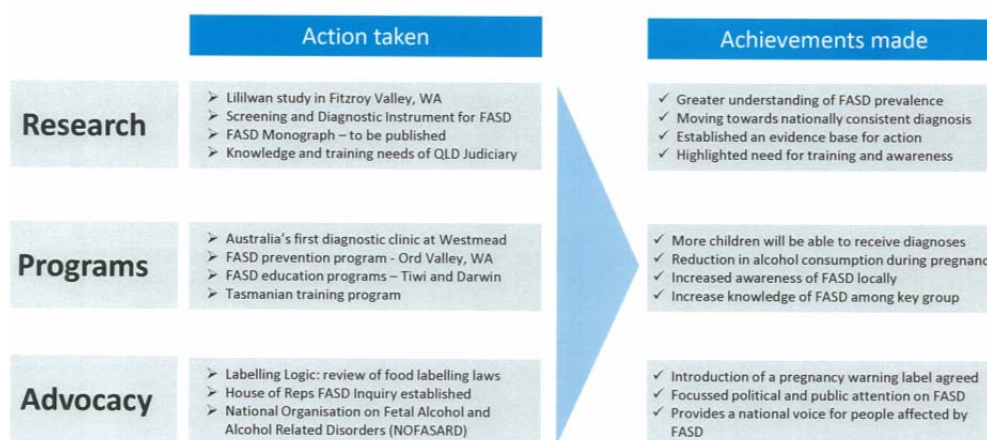 Action taken
Achievements made
Research
➢ Lililwan study in Fitzroy Valley, WA
➢ Screening and Diagnostic Instrument for FASD
➢ FASD Monograph – to be published
➢ Knowledge and training needs of QLD Judiciary
✓ Greater understanding of FASD prevalence
✓ Moving towards nationally consistent diagnosis
✓ Established an evidence base for action
✓ Highlighted need for training and awareness
Programs
➢ Australia's first diagnostic clinic at Westmead
➢ FASD prevention program - Ord Valley, WA
➢ FASD education programs – Tiwi and Darwin
➢ Tasmanian training program
✓ More children will be able to receive diagnoses
✓ Reduction in alcohol consumption during pregnanc
✓ Increased awareness of FASD locally
✓ Increase knowledge of FASD among key group
Advocacy
➢ Labelling Logic: review of food labelling laws
➢ House of Reps FASD Inquiry established
➢ National Organisation on Fetal Alcohol and
Alcohol Related Disorders (NOFASARD)
✓ Introduction of a pregnancy warning label agreed
✓ Focussed political and public attention on FASD
✓ Provides a national voice for people affected by
FASD